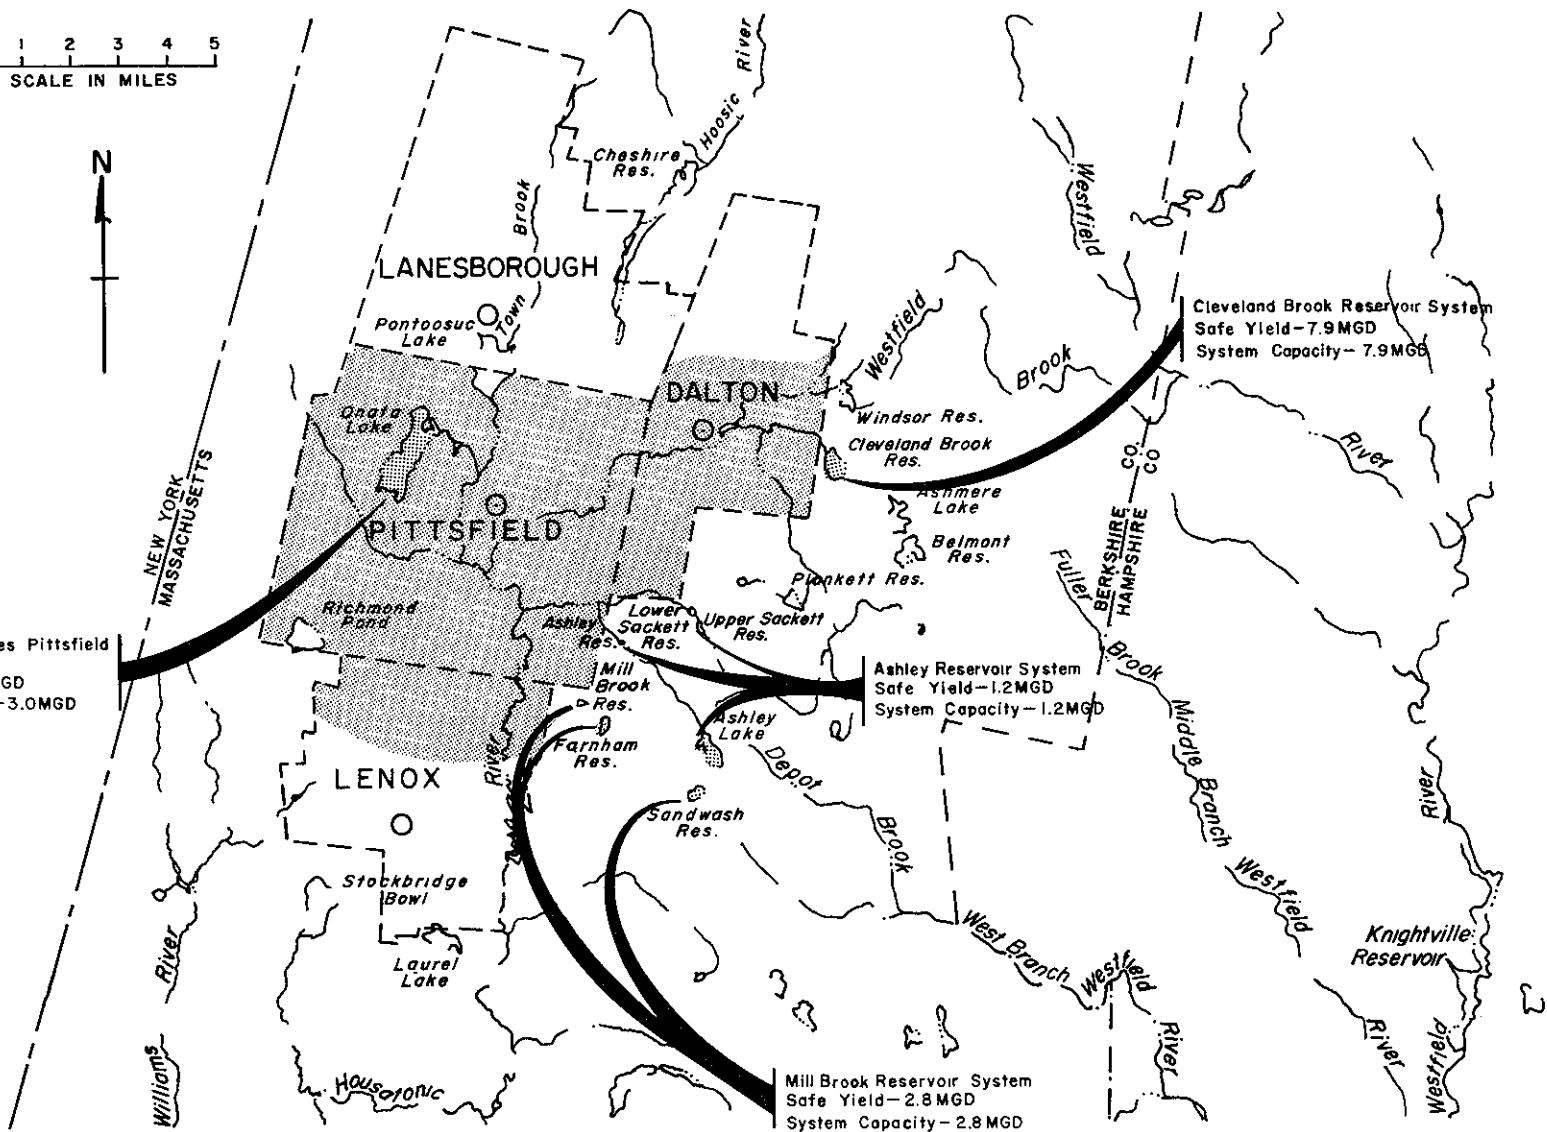 1 2 3 4 5
SCALE IN MILES
N
Hoosic River
Cheshire
Res.
Town Brook
LANESBOROUGH
Pontoosuc
Lake
Westfield
Westfield Brook
River
Cleveland Brook Reservoir System
Safe Yield-7.9MGD
System Capacity-7.9MGD
DALTON
Onota
Lake
Windsor Res.
Cleveland Brook
Res.
Ashmere
Lake
Belmont
Res.
NEW YORK
MASSACHUSETTS
PITTSFIELD
CO. CO
BERKSHIRE
HAMPSHIRE
Plunkett Res.
Richmond
Pond
Ashley
Res.
Lower
Sackett
Res.
Upper Sackett
Res.
es Pittsfield
GD
-3.0MGD
Ashley Reservoir System
Safe Yield-1.2MGD
System Capacity-1.2MGD
Mill
Brook
Res.
Ashley
Lake
Farnham
Res.
River
LENOX
Sandwash
Res.
Depot Brook
Fuller Brook
Middle Branch Westfield River
Stockbridge
Bowl
Laurel
Lake
West Branch Westfield River
Knightville
Reservoir
River
Westfield
Williams River
Housatonic
Mill Brook Reservoir System
Safe Yield-2.8MGD
System Capacity-2.8MGD